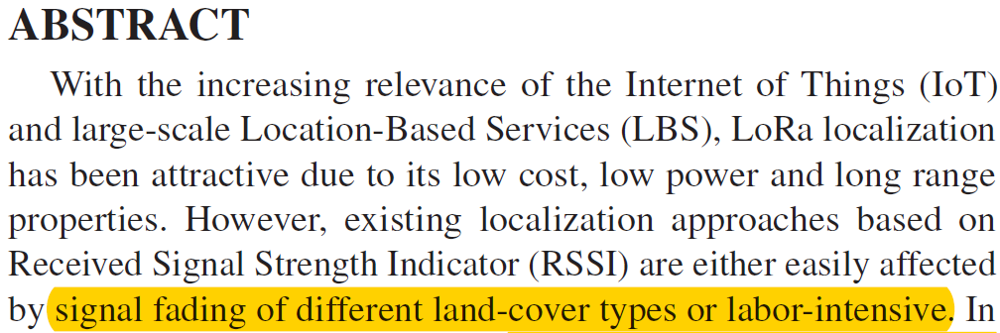 ABSTRACT
With the increasing relevance of the Internet of Things (IoT)
and large-scale Location-Based Services (LBS), LoRa localization
has been attractive due to its low cost, low power and long range
properties. However, existing localization approaches based on
Received Signal Strength Indicator (RSSI) are either easily affected
by signal fading of different land-cover types or labor-intensive. In